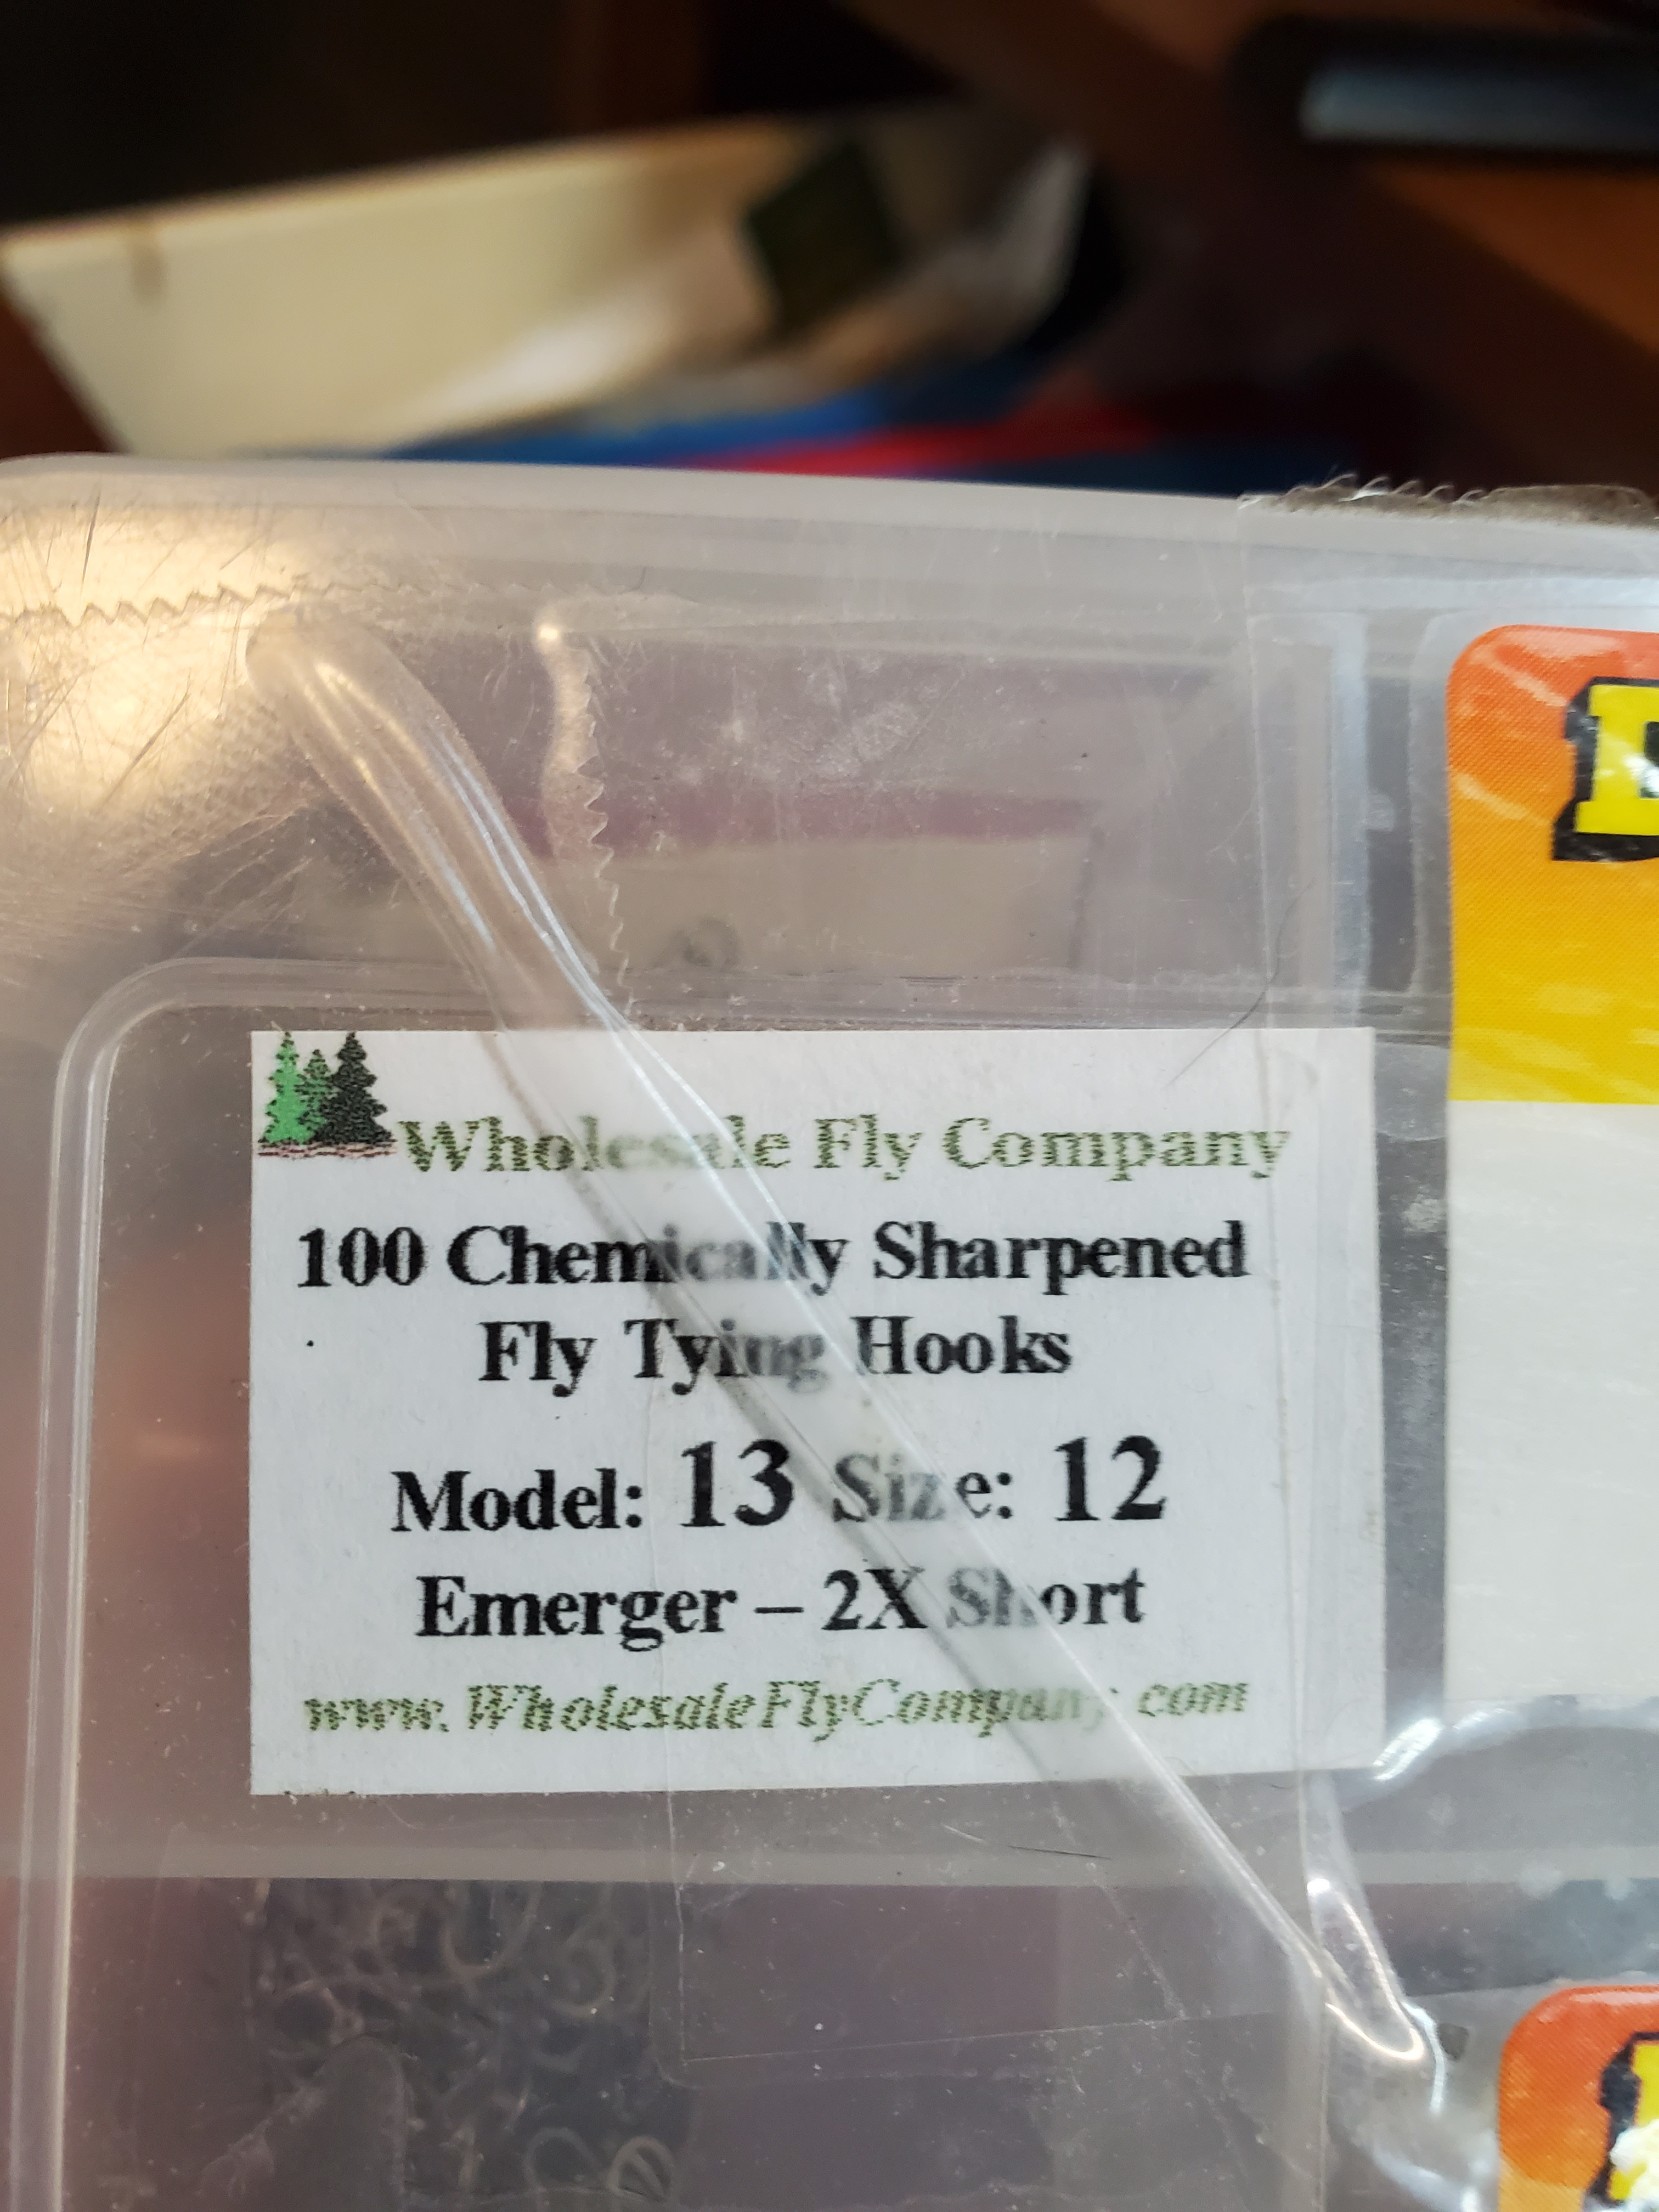 Wholesale Fly Company
100 Chemically Sharpened
Fly Tying Hooks
Model: 13 Size: 12
Emerger – 2X Short
www.WholesaleFlyCompany.com